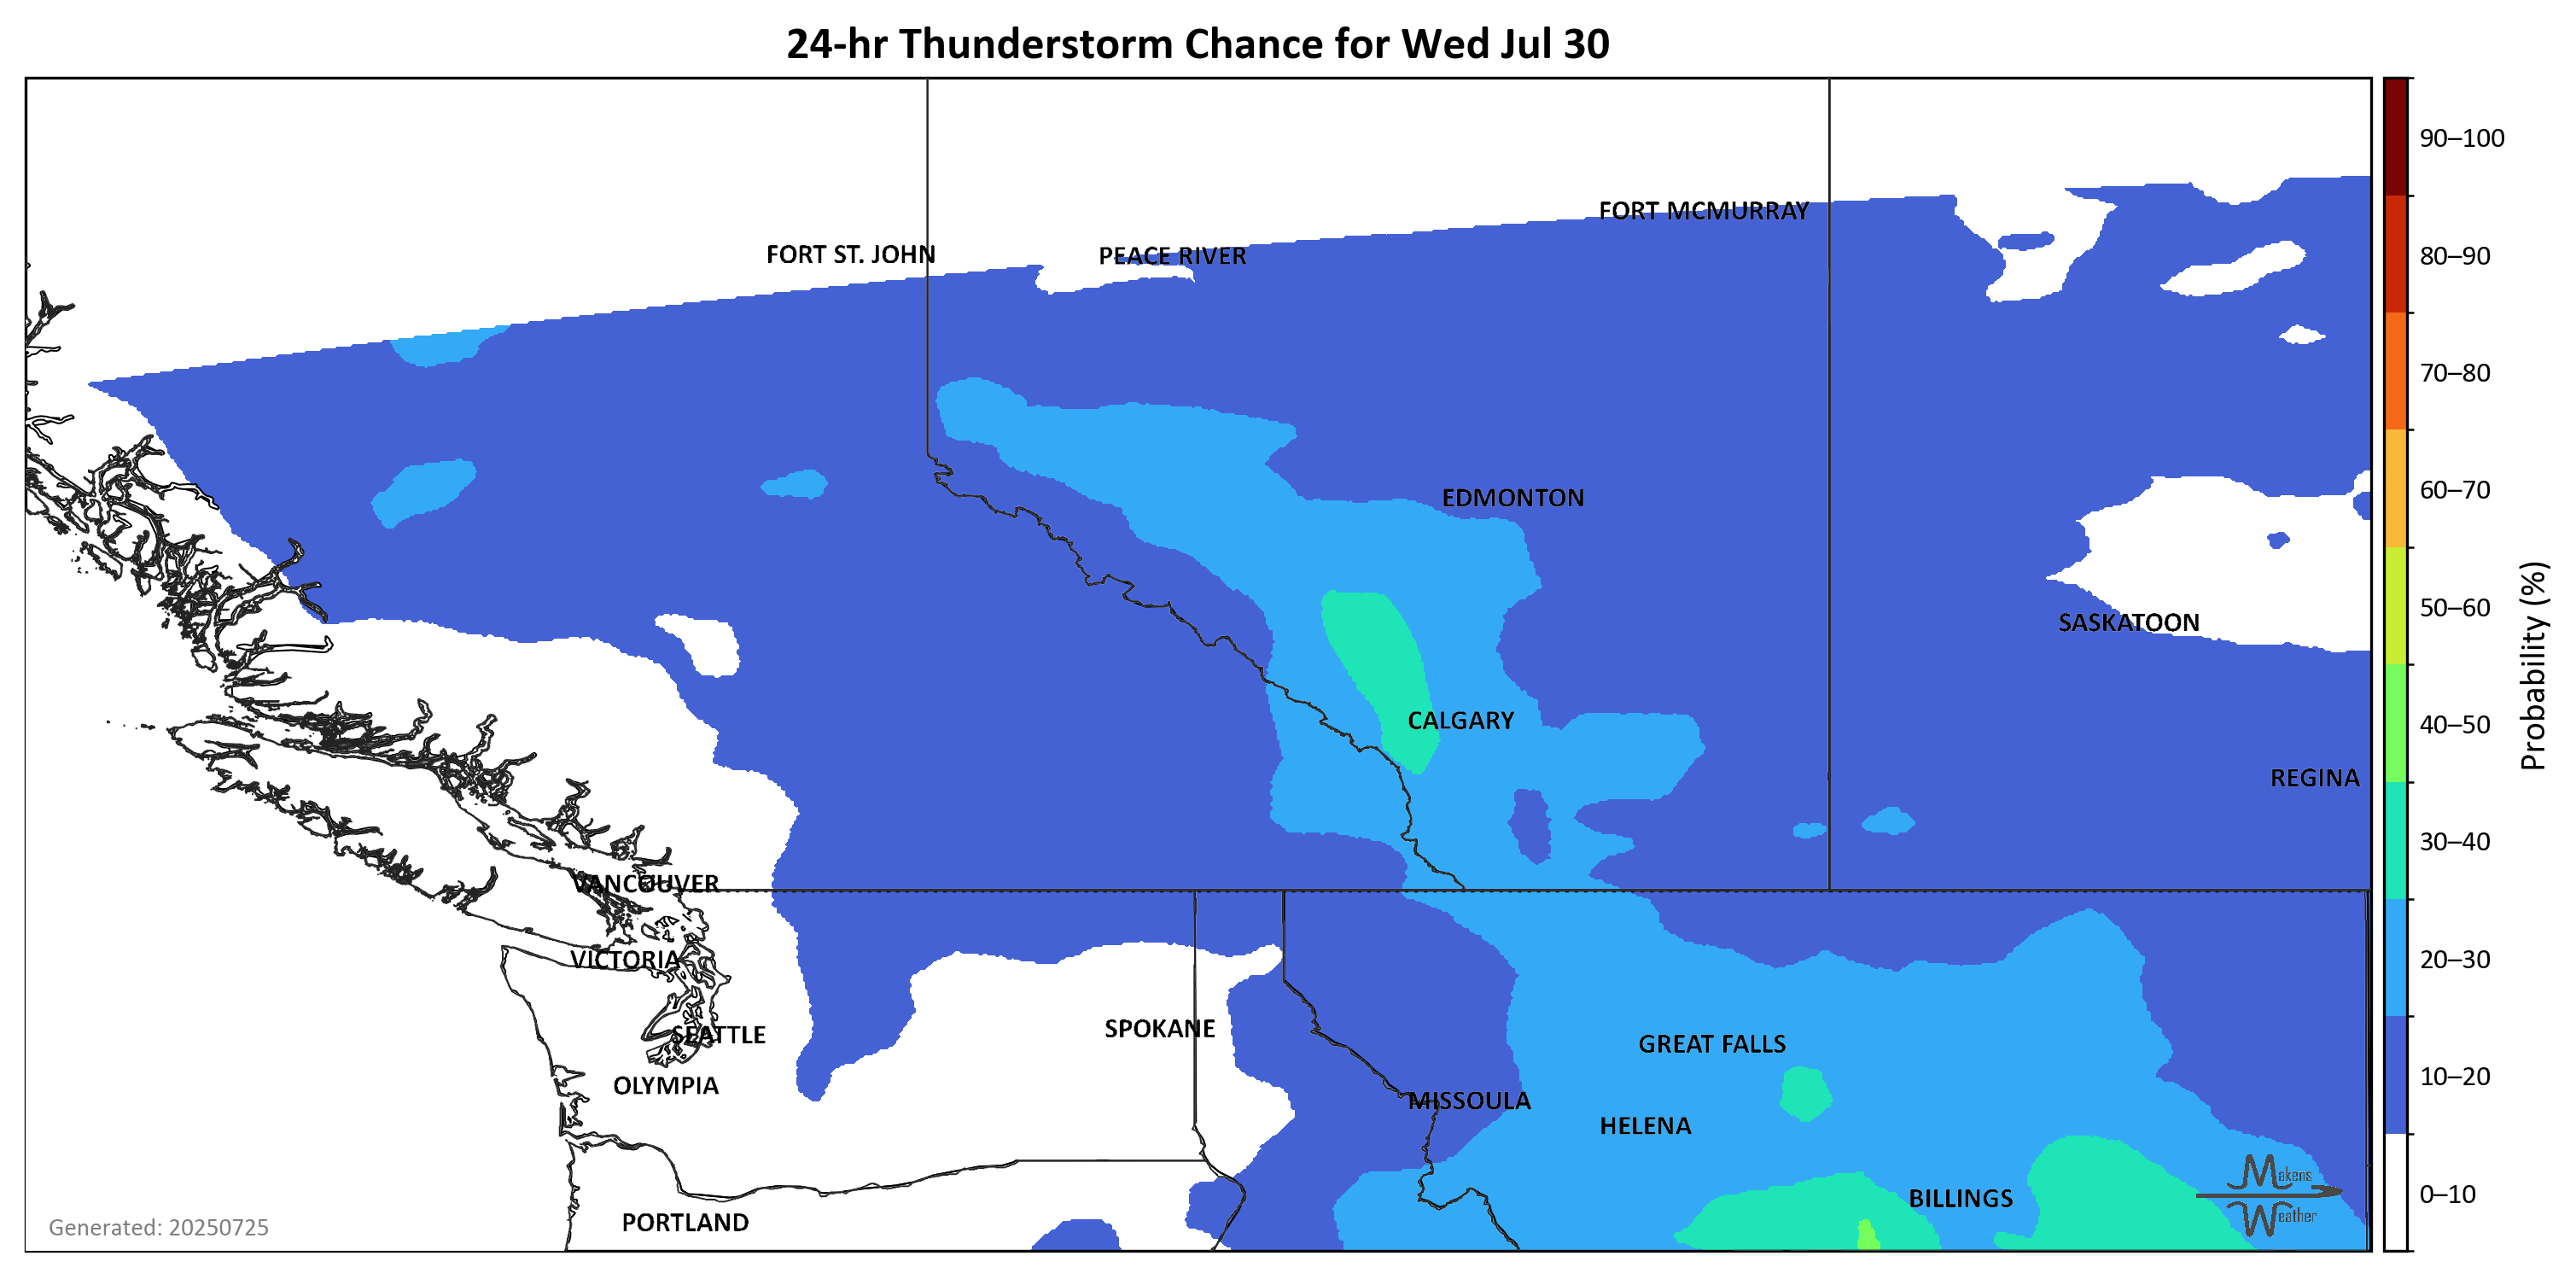 24-hr Thunderstorm Chance for Wed Jul 30
90–100
80–90
70–80
60–70
50–60
40–50
30–40
20–30
10–20
0–10
Probability (%)
FORT MCMURRAY
FORT ST. JOHN
PEACE RIVER
EDMONTON
SASKATOON
CALGARY
REGINA
VANCOUVER
VICTORIA
SPOKANE
SEATTLE
GREAT FALLS
OLYMPIA
MISSOULA
HELENA
BILLINGS
PORTLAND
Makens
Weather
Generated: 20250725